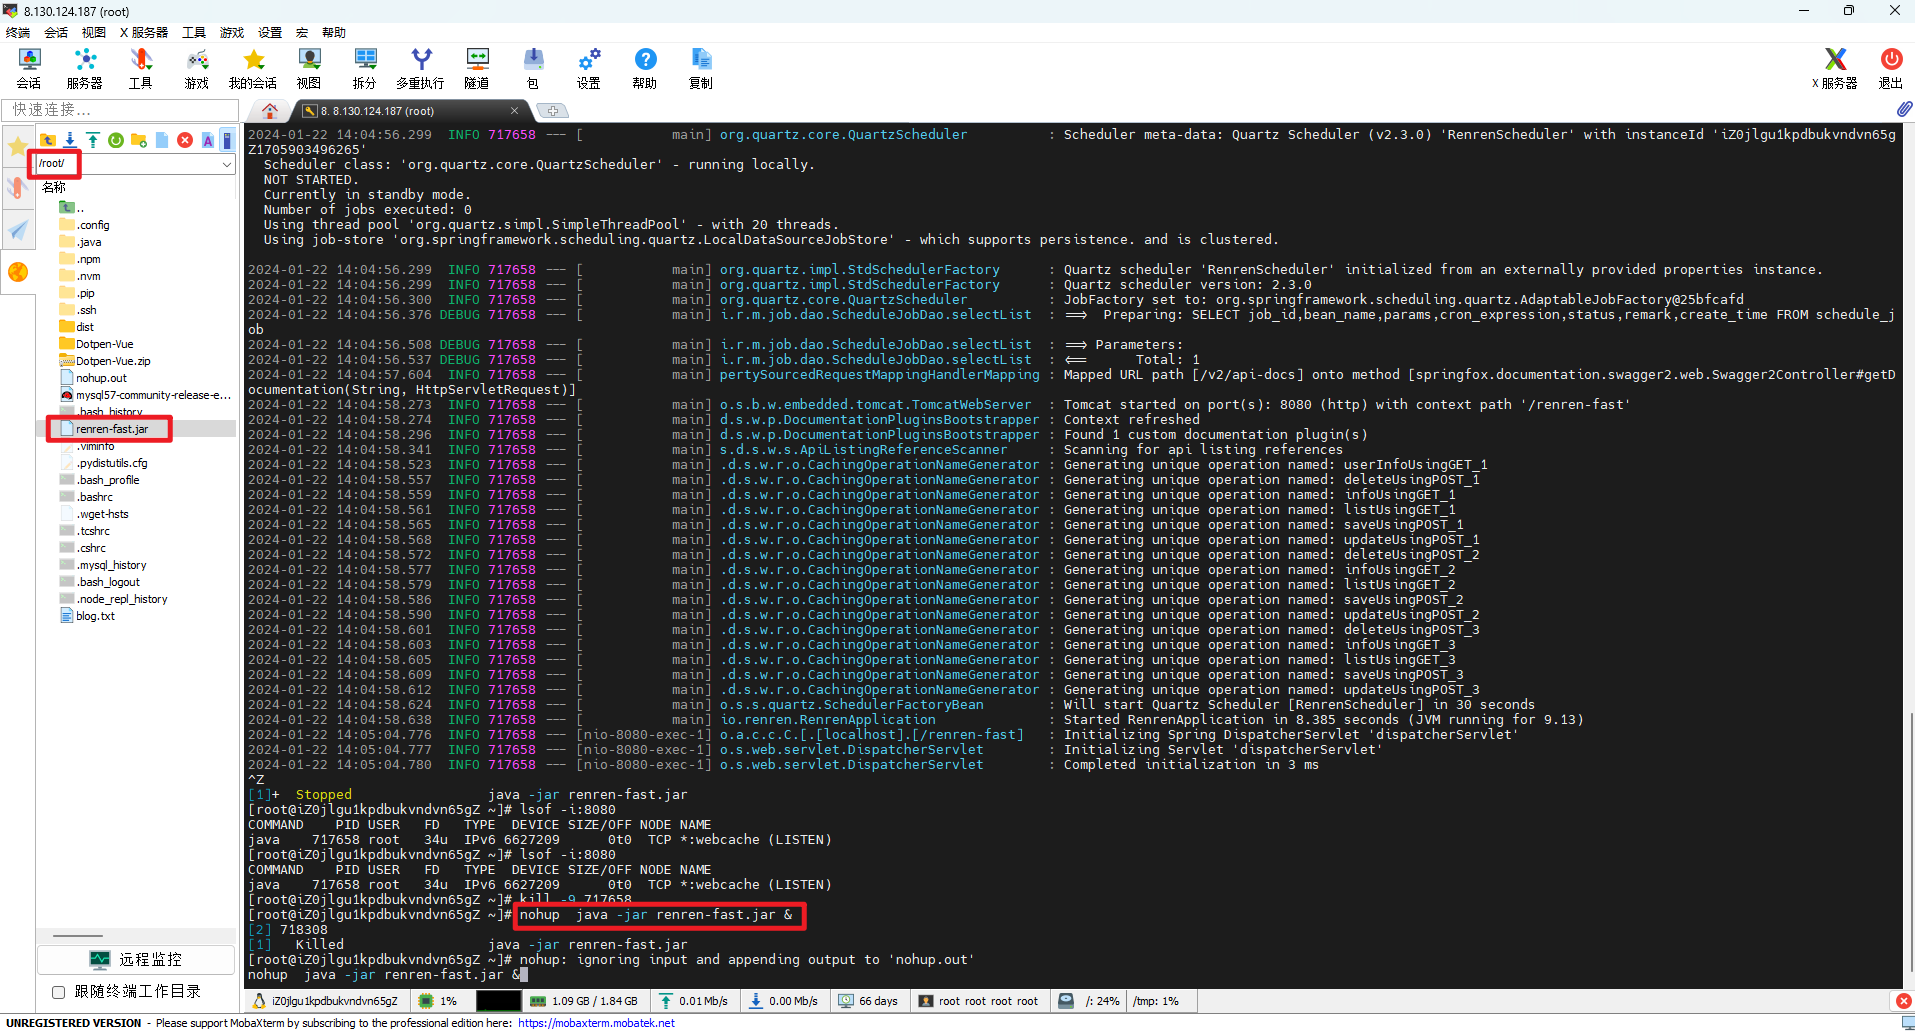 8.130.124.187 (root)
终端 会话 视图 X 服务器 工具 游戏 设置 宏 帮助
会话 服务器 工具 游戏 我的会话 视图 拆分 多重执行 隧道 包 设置 帮助 复制 X 服务器 退出
快速连接...
8. 8.130.124.187 (root)
/root/
名称
..
.config
.java
.npm
.nvm
.pip
.ssh
dist
Dotpen-Vue
Dotpen-Vue.zip
nohup.out
mysql57-community-release-e...
.bash_history
renren-fast.jar
.viminfo
.pydistutils.cfg
.bash_profile
.bashrc
.wget-hsts
.tcshrc
.cshrc
.mysql_history
.bash_logout
.node_repl_history
blog.txt
远程监控
跟随终端工作目录
2024-01-22 14:04:56.299  INFO 717658 --- [           main] org.quartz.core.QuartzScheduler          : Scheduler meta-data: Quartz Scheduler (v2.3.0) 'RenrenScheduler' with instanceId 'iZ0jlgu1kpdbukvndvn65g
Z1705903496265'
  Scheduler class: 'org.quartz.core.QuartzScheduler' - running locally.
  NOT STARTED.
  Currently in standby mode.
  Number of jobs executed: 0
  Using thread pool 'org.quartz.simpl.SimpleThreadPool' - with 20 threads.
  Using job-store 'org.springframework.scheduling.quartz.LocalDataSourceJobStore' - which supports persistence. and is clustered.
2024-01-22 14:04:56.299  INFO 717658 --- [           main] org.quartz.impl.StdSchedulerFactory      : Quartz scheduler 'RenrenScheduler' initialized from an externally provided properties instance.
2024-01-22 14:04:56.299  INFO 717658 --- [           main] org.quartz.impl.StdSchedulerFactory      : Quartz scheduler version: 2.3.0
2024-01-22 14:04:56.300  INFO 717658 --- [           main] org.quartz.core.QuartzScheduler          : JobFactory set to: org.springframework.scheduling.quartz.AdaptableJobFactory@25bfcafd
2024-01-22 14:04:56.376 DEBUG 717658 --- [           main] i.r.m.job.dao.ScheduleJobDao.selectList  : ==>  Preparing: SELECT job_id,bean_name,params,cron_expression,status,remark,create_time FROM schedule_j
ob
2024-01-22 14:04:56.508 DEBUG 717658 --- [           main] i.r.m.job.dao.ScheduleJobDao.selectList  : ==> Parameters:
2024-01-22 14:04:56.537 DEBUG 717658 --- [           main] i.r.m.job.dao.ScheduleJobDao.selectList  : <==      Total: 1
2024-01-22 14:04:57.604  INFO 717658 --- [           main] pertySourcedRequestMappingHandlerMapping : Mapped URL path [/v2/api-docs] onto method [springfox.documentation.swagger2.web.Swagger2Controller#getD
ocumentation(String, HttpServletRequest)]
2024-01-22 14:04:58.273  INFO 717658 --- [           main] o.s.b.w.embedded.tomcat.TomcatWebServer  : Tomcat started on port(s): 8080 (http) with context path '/renren-fast'
2024-01-22 14:04:58.274  INFO 717658 --- [           main] d.s.w.p.DocumentationPluginsBootstrapper : Context refreshed
2024-01-22 14:04:58.296  INFO 717658 --- [           main] d.s.w.p.DocumentationPluginsBootstrapper : Found 1 custom documentation plugin(s)
2024-01-22 14:04:58.341  INFO 717658 --- [           main] s.d.s.w.s.ApiListingReferenceScanner     : Scanning for api listing references
2024-01-22 14:04:58.523  INFO 717658 --- [           main] .d.s.w.r.o.CachingOperationNameGenerator : Generating unique operation named: userInfoUsingGET_1
2024-01-22 14:04:58.557  INFO 717658 --- [           main] .d.s.w.r.o.CachingOperationNameGenerator : Generating unique operation named: deleteUsingPOST_1
2024-01-22 14:04:58.559  INFO 717658 --- [           main] .d.s.w.r.o.CachingOperationNameGenerator : Generating unique operation named: infoUsingGET_1
2024-01-22 14:04:58.561  INFO 717658 --- [           main] .d.s.w.r.o.CachingOperationNameGenerator : Generating unique operation named: listUsingGET_1
2024-01-22 14:04:58.565  INFO 717658 --- [           main] .d.s.w.r.o.CachingOperationNameGenerator : Generating unique operation named: saveUsingPOST_1
2024-01-22 14:04:58.568  INFO 717658 --- [           main] .d.s.w.r.o.CachingOperationNameGenerator : Generating unique operation named: updateUsingPOST_1
2024-01-22 14:04:58.572  INFO 717658 --- [           main] .d.s.w.r.o.CachingOperationNameGenerator : Generating unique operation named: deleteUsingPOST_2
2024-01-22 14:04:58.577  INFO 717658 --- [           main] .d.s.w.r.o.CachingOperationNameGenerator : Generating unique operation named: infoUsingGET_2
2024-01-22 14:04:58.579  INFO 717658 --- [           main] .d.s.w.r.o.CachingOperationNameGenerator : Generating unique operation named: listUsingGET_2
2024-01-22 14:04:58.586  INFO 717658 --- [           main] .d.s.w.r.o.CachingOperationNameGenerator : Generating unique operation named: saveUsingPOST_2
2024-01-22 14:04:58.590  INFO 717658 --- [           main] .d.s.w.r.o.CachingOperationNameGenerator : Generating unique operation named: updateUsingPOST_2
2024-01-22 14:04:58.601  INFO 717658 --- [           main] .d.s.w.r.o.CachingOperationNameGenerator : Generating unique operation named: deleteUsingPOST_3
2024-01-22 14:04:58.603  INFO 717658 --- [           main] .d.s.w.r.o.CachingOperationNameGenerator : Generating unique operation named: infoUsingGET_3
2024-01-22 14:04:58.605  INFO 717658 --- [           main] .d.s.w.r.o.CachingOperationNameGenerator : Generating unique operation named: listUsingGET_3
2024-01-22 14:04:58.609  INFO 717658 --- [           main] .d.s.w.r.o.CachingOperationNameGenerator : Generating unique operation named: saveUsingPOST_3
2024-01-22 14:04:58.612  INFO 717658 --- [           main] .d.s.w.r.o.CachingOperationNameGenerator : Generating unique operation named: updateUsingPOST_3
2024-01-22 14:04:58.624  INFO 717658 --- [           main] o.s.s.quartz.SchedulerFactoryBean        : Will start Quartz Scheduler [RenrenScheduler] in 30 seconds
2024-01-22 14:04:58.638  INFO 717658 --- [           main] io.renren.RenrenApplication              : Started RenrenApplication in 8.385 seconds (JVM running for 9.13)
2024-01-22 14:05:04.776  INFO 717658 --- [nio-8080-exec-1] o.a.c.c.C.[.[localhost].[/renren-fast]   : Initializing Spring DispatcherServlet 'dispatcherServlet'
2024-01-22 14:05:04.777  INFO 717658 --- [nio-8080-exec-1] o.s.web.servlet.DispatcherServlet        : Initializing Servlet 'dispatcherServlet'
2024-01-22 14:05:04.780  INFO 717658 --- [nio-8080-exec-1] o.s.web.servlet.DispatcherServlet        : Completed initialization in 3 ms
^Z
[1]+  Stopped                 java -jar renren-fast.jar
[root@iZ0jlgu1kpdbukvndvn65gZ ~]# lsof -i:8080
COMMAND    PID USER   FD   TYPE  DEVICE SIZE/OFF NODE NAME
java    717658 root   34u  IPv6 6627209      0t0  TCP *:webcache (LISTEN)
[root@iZ0jlgu1kpdbukvndvn65gZ ~]# lsof -i:8080
COMMAND    PID USER   FD   TYPE  DEVICE SIZE/OFF NODE NAME
java    717658 root   34u  IPv6 6627209      0t0  TCP *:webcache (LISTEN)
[root@iZ0jlgu1kpdbukvndvn65gZ ~]# kill -9 717658
[root@iZ0jlgu1kpdbukvndvn65gZ ~]# nohup  java -jar renren-fast.jar &
[2] 718308
[1]   Killed                  java -jar renren-fast.jar
[root@iZ0jlgu1kpdbukvndvn65gZ ~]# nohup: ignoring input and appending output to 'nohup.out'
nohup  java -jar renren-fast.jar &
iZ0jlgu1kpdbukvndvn65gZ 1% 1.09 GB / 1.84 GB 0.01 Mb/s 0.00 Mb/s 66 days root root root root /: 24% /tmp: 1%
UNREGISTERED VERSION - Please support MobaXterm by subscribing to the professional edition here: https://mobaxterm.mobatek.net